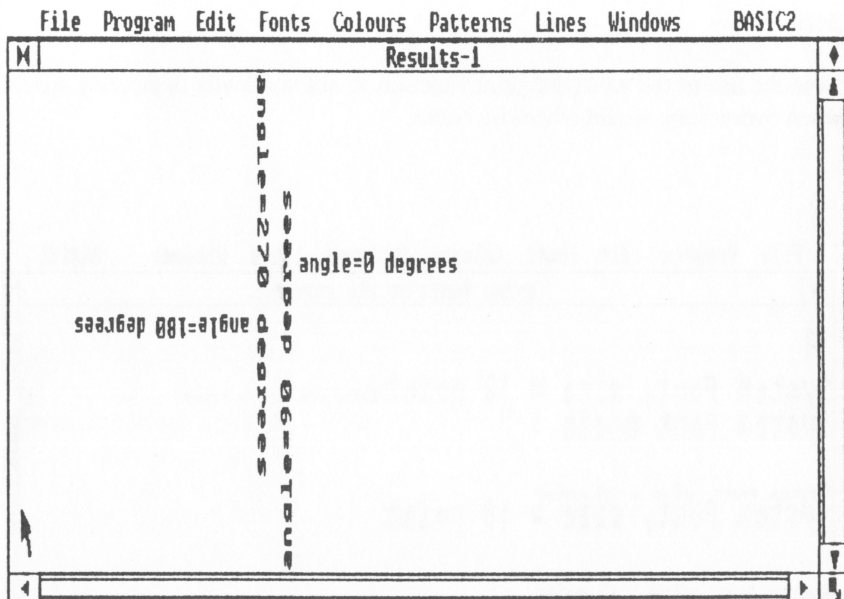 File Program Edit Fonts Colours Patterns Lines Windows BASIC2
Results-1
angle=270 degrees
angle=90 degrees
angle=0 degrees
angle=180 degrees